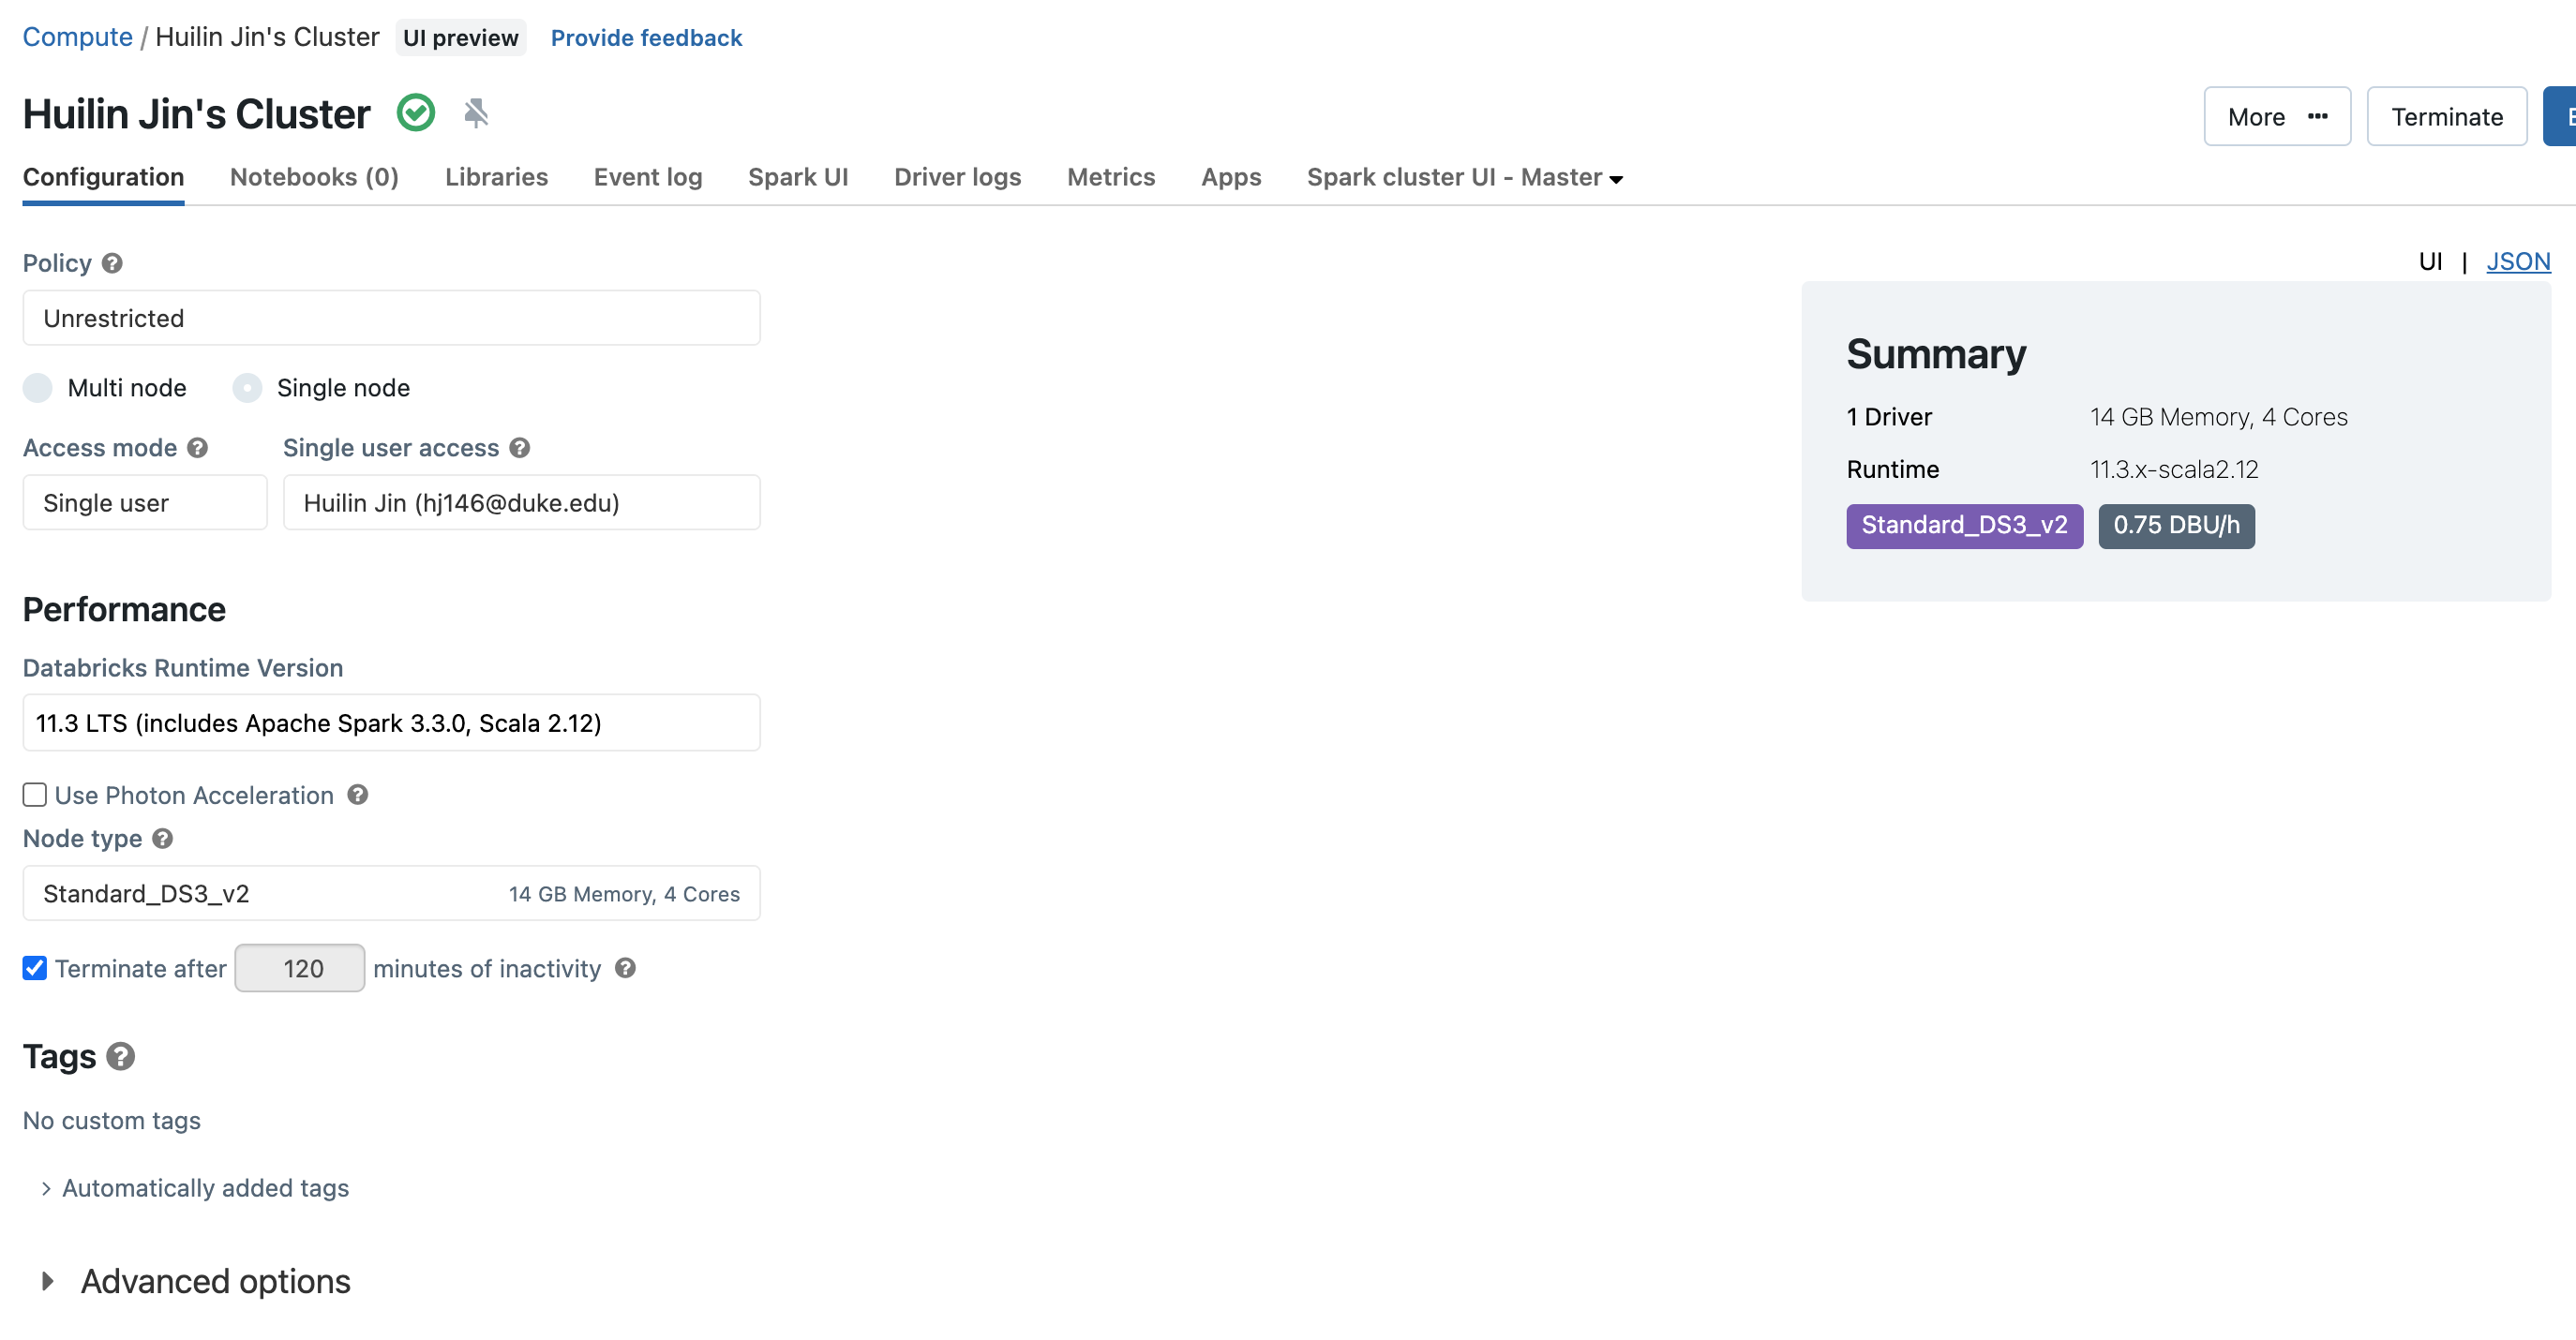 Compute / Huilin Jin's Cluster UI preview Provide feedback
Huilin Jin's Cluster
More ••• Terminate
Configuration Notebooks (0) Libraries Event log Spark UI Driver logs Metrics Apps Spark cluster UI - Master
Policy
UI | JSON
Unrestricted
Summary
Multi node Single node
1 Driver 14 GB Memory, 4 Cores
Access mode Single user access
Runtime 11.3.x-scala2.12
Single user Huilin Jin (hj146@duke.edu)
Standard_DS3_v2 0.75 DBU/h
Performance
Databricks Runtime Version
11.3 LTS (includes Apache Spark 3.3.0, Scala 2.12)
Use Photon Acceleration
Node type
Standard_DS3_v2 14 GB Memory, 4 Cores
Terminate after 120 minutes of inactivity
Tags
No custom tags
Automatically added tags
Advanced options